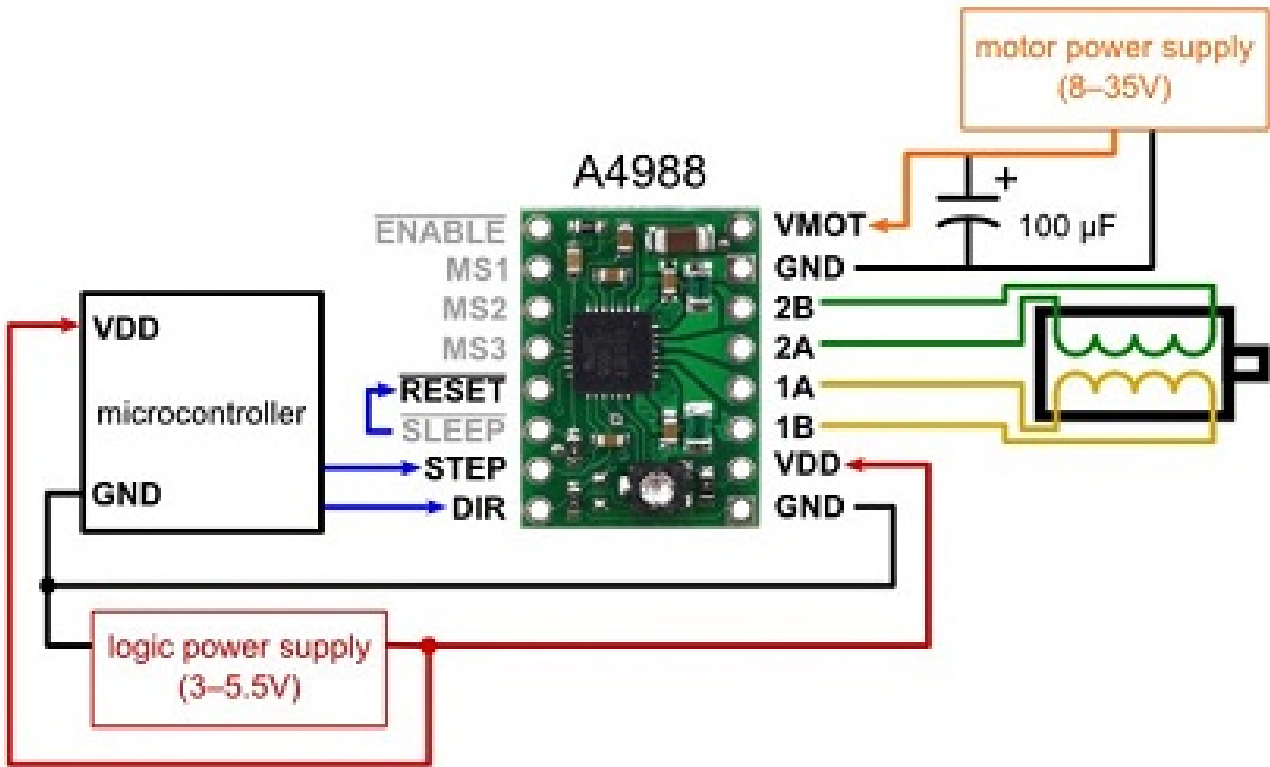 motor power supply
(8–35V)
A4988
+
100 µF
ENABLE
MS1
MS2
MS3
RESET
SLEEP
STEP
DIR
VMOT
GND
2B
2A
1A
1B
VDD
GND
VDD
microcontroller
GND
logic power supply
(3–5.5V)